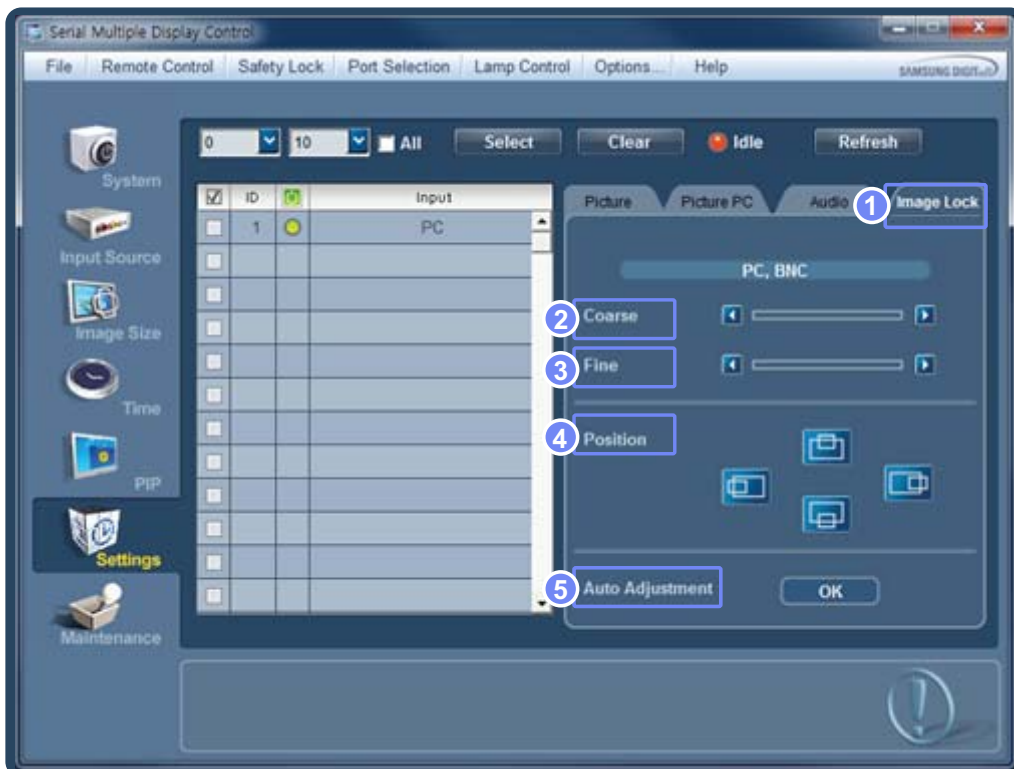 Serial Multiple Display Control
File Remote Control Safety Lock Port Selection Lamp Control Options... Help
0 10 All Select Clear Idle Refresh
System
Input Source
Image Size
Time
PIP
Settings
Maintenance
ID Input
1 PC
Picture Picture PC Audio 1 Image Lock
PC, BNC
2 Coarse
3 Fine
4 Position
5 Auto Adjustment OK